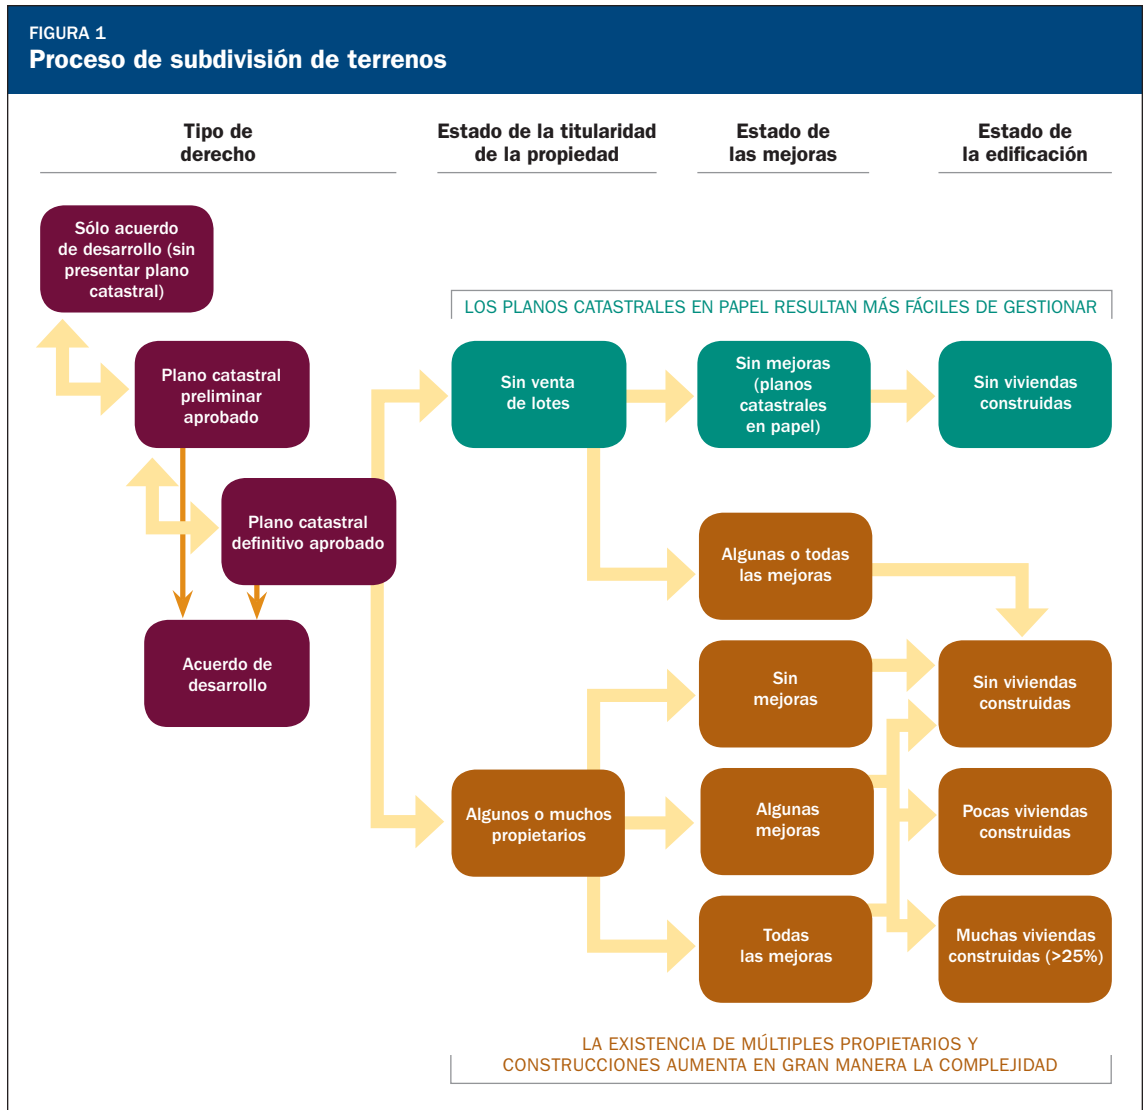 FIGURA 1
Proceso de subdivisión de terrenos
Tipo de
derecho
Estado de la titularidad
de la propiedad
Estado de
las mejoras
Estado de
la edificación
Sólo acuerdo
de desarrollo (sin
presentar plano
catastral)
LOS PLANOS CATASTRALES EN PAPEL RESULTAN MÁS FÁCILES DE GESTIONAR
Plano catastral
preliminar
aprobado
Sin venta
de lotes
Sin mejoras
(planos
catastrales
en papel)
Sin viviendas
construidas
Plano catastral
definitivo aprobado
Algunas o todas
las mejoras
Acuerdo de
desarrollo
Sin
mejoras
Sin viviendas
construidas
Algunos o muchos
propietarios
Algunas
mejoras
Pocas viviendas
construidas
Todas
las mejoras
Muchas viviendas
construidas (>25%)
LA EXISTENCIA DE MÚLTIPLES PROPIETARIOS Y
CONSTRUCCIONES AUMENTA EN GRAN MANERA LA COMPLEJIDAD